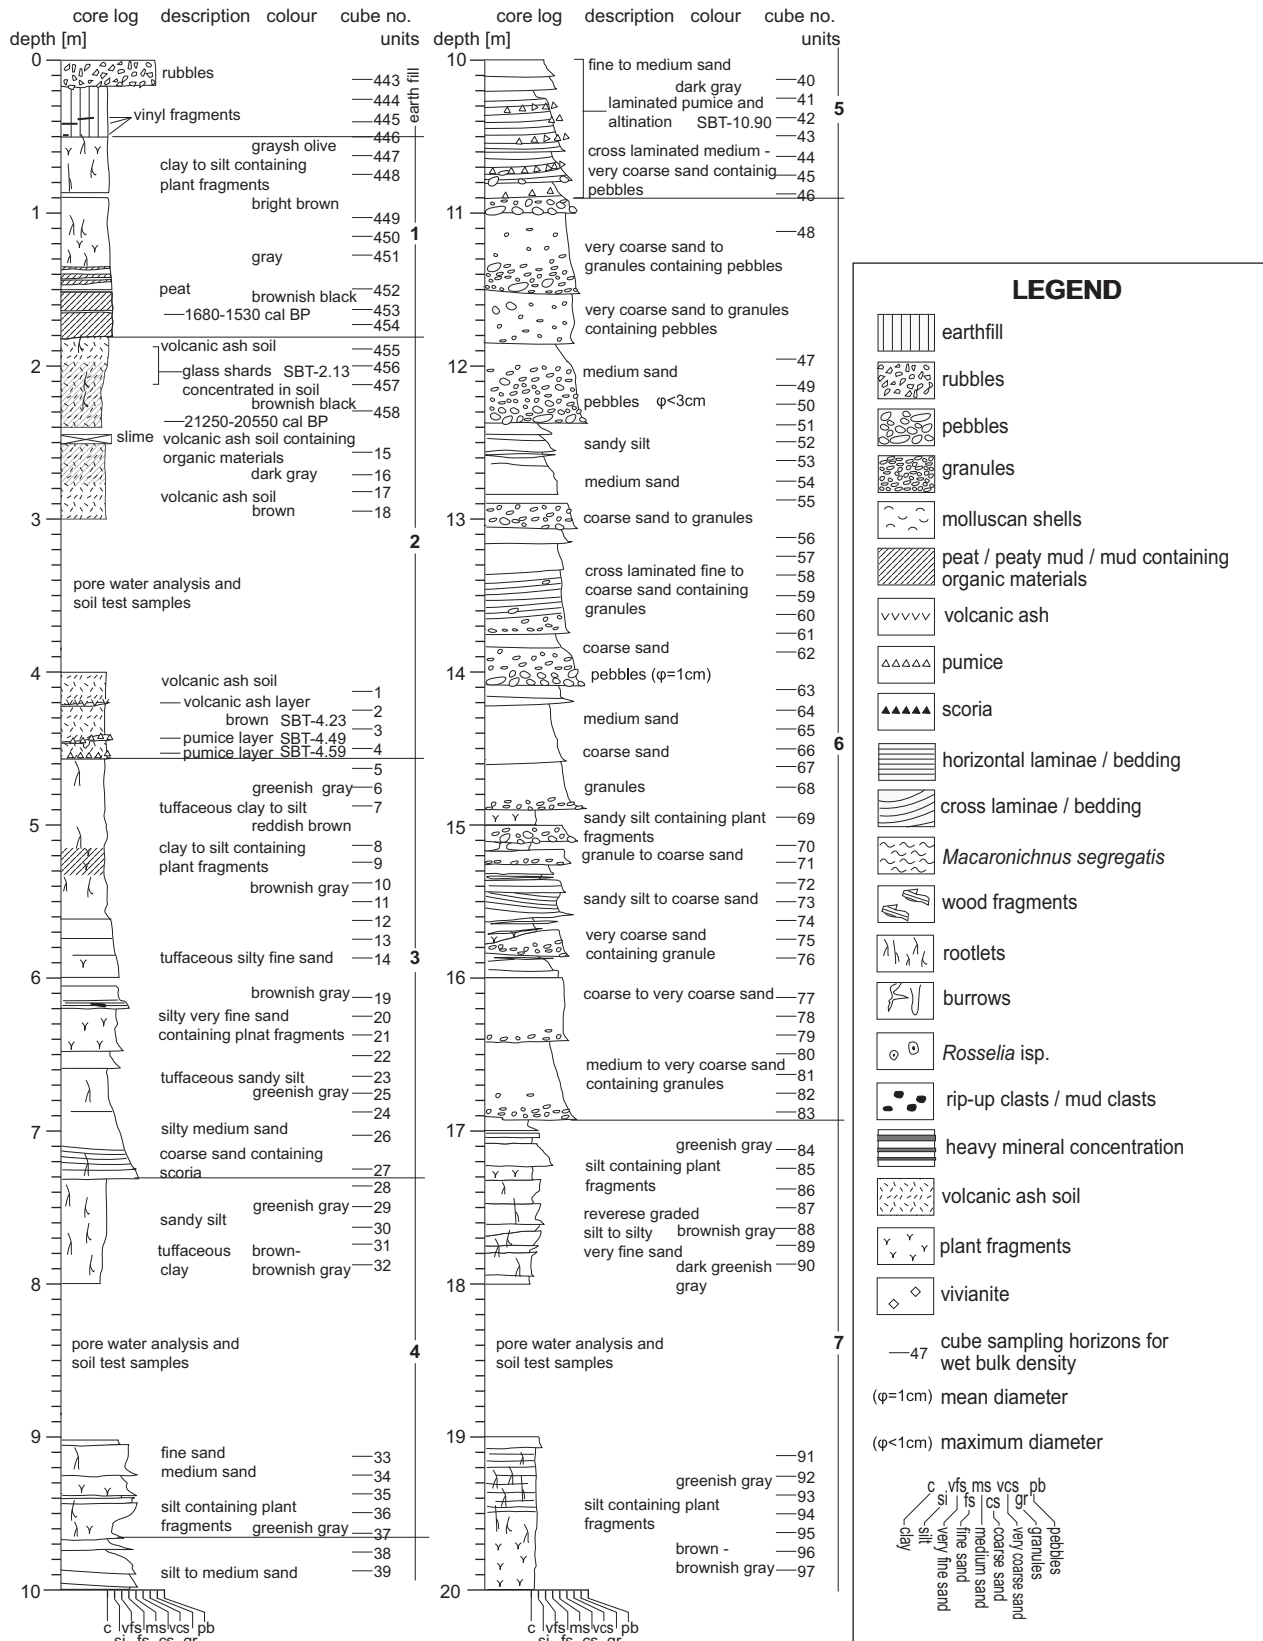 core log description colour cube no.
depth [m] units
0
rubbles
443
earth fill
444
vinyl fragments
445
446
graysh olive
447
clay to silt containing
448
plant fragments
bright brown
1
449
450
1
gray
451
peat
452
brownish black
453
1680-1530 cal BP
454
volcanic ash soil
455
2
glass shards SBT-2.13
456
concentrated in soil
457
brownish black
458
21250-20550 cal BP
slime
volcanic ash soil containing
organic materials
15
dark gray
16
volcanic ash soil
17
brown
18
3
2
pore water analysis and
soil test samples
4
volcanic ash soil
1
volcanic ash layer
2
brown SBT-4.23
3
pumice layer SBT-4.49
4
pumice layer SBT-4.59
5
greenish gray
6
tuffaceous clay to silt
7
reddish brown
5
clay to silt containing
8
plant fragments
9
brownish gray
10
11
12
13
tuffaceous silty fine sand
14
3
6
brownish gray
19
silty very fine sand
20
containing plnat fragments
21
22
tuffaceous sandy silt
23
greenish gray
25
24
silty medium sand
26
7
coarse sand containing
scoria
27
28
greenish gray
29
sandy silt
30
31
tuffaceous brown-
clay brownish gray
32
8
pore water analysis and
soil test samples
4
9
fine sand
33
medium sand
34
35
silt containing plant
36
fragments greenish gray
37
38
silt to medium sand
39
10
c vfs ms vcs pb
si fs cs gr
core log description colour cube no.
depth [m] units
10
fine to medium sand
40
dark gray
41
laminated pumice and
5
altination SBT-10.90
42
43
cross laminated medium -
44
very coarse sand containig
45
pebbles
46
11
48
very coarse sand to
granules containing pebbles
very coarse sand to granules
containing pebbles
47
12
medium sand
49
pebbles φ<3cm
50
51
sandy silt
52
53
medium sand
54
55
13
coarse sand to granules
56
57
cross laminated fine to
58
coarse sand containing
59
granules
60
61
coarse sand
62
14
pebbles (φ=1cm)
63
64
medium sand
65
coarse sand
66
6
67
granules
68
sandy silt containing plant
69
15
fragments
70
granule to coarse sand
71
72
sandy silt to coarse sand
73
74
very coarse sand
75
containing granule
76
16
coarse to very coarse sand
77
78
79
80
medium to very coarse sand
81
containing granules
82
83
17
greenish gray
84
silt containing plant
85
fragments
86
87
reverese graded
silt to silty brownish gray
88
very fine sand
89
dark greenish
90
gray
18
pore water analysis and
soil test samples
7
19
91
greenish gray
92
93
silt containing plant
94
fragments
95
brown -
96
brownish gray
97
20
c vfs ms vcs pb
si fs cs gr
LEGEND
earthfill
rubbles
pebbles
granules
molluscan shells
peat / peaty mud / mud containing
organic materials
volcanic ash
pumice
scoria
horizontal laminae / bedding
cross laminae / bedding
Macaronichnus segregatis
wood fragments
rootlets
burrows
Rosselia isp.
rip-up clasts / mud clasts
heavy mineral concentration
volcanic ash soil
plant fragments
vivianite
47 cube sampling horizons for
wet bulk density
(φ=1cm) mean diameter
(φ<1cm) maximum diameter
c vfs ms vcs pb
si fs cs gr
clay
silt
very fine sand
fine sand
medium sand
coarse sand
very coarse sand
granules
pebbles